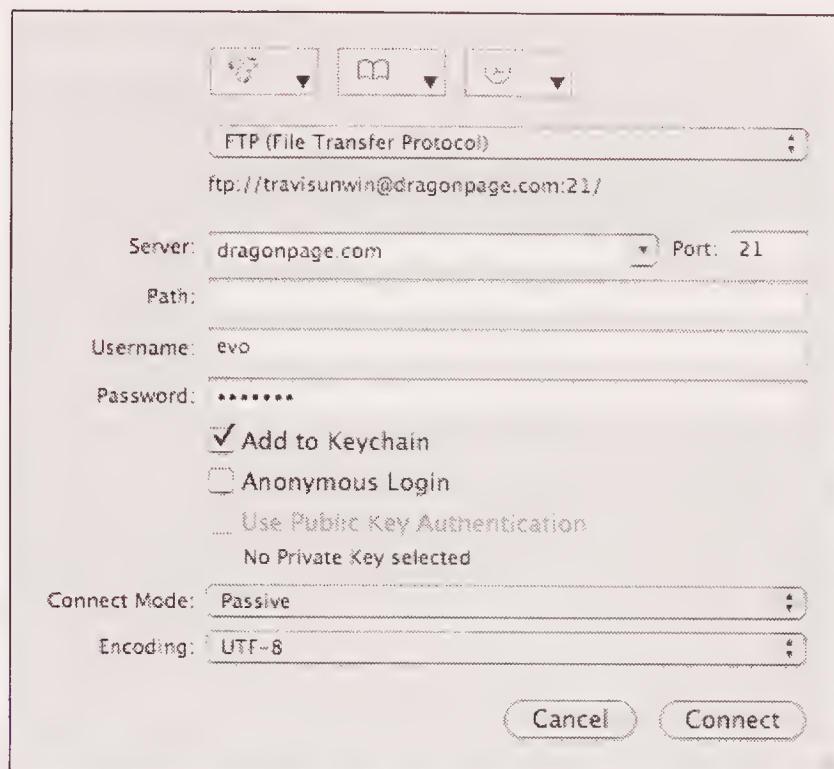 FTP (File Transfer Protocol)
ftp://travisunwin@dragonpage.com:21/
Server: dragonpage.com Port: 21
Path:
Username: evo
Password: •••••••
Add to Keychain
Anonymous Login
Use Public Key Authentication
No Private Key selected
Connect Mode: Passive
Encoding: UTF-8
Cancel Connect